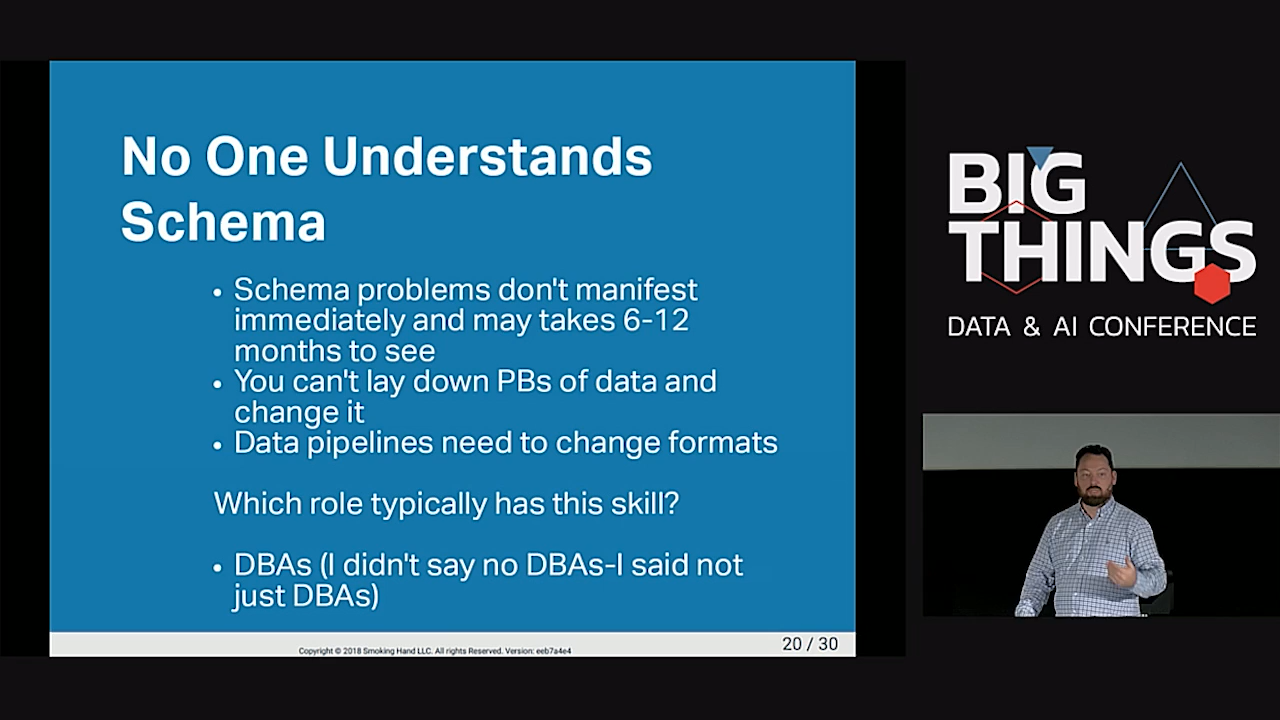 No One Understands
Schema
• Schema problems don't manifest
immediately and may takes 6-12
months to see
• You can't lay down PBs of data and
change it
• Data pipelines need to change formats
Which role typically has this skill?
• DBAs (I didn't say no DBAs-I said not
just DBAs)
Copyright © 2018 Smoking Hand LLC. All rights Reserved. Version: eeb7a4e4
20 / 30
BIG
THINGS
DATA & AI CONFERENCE